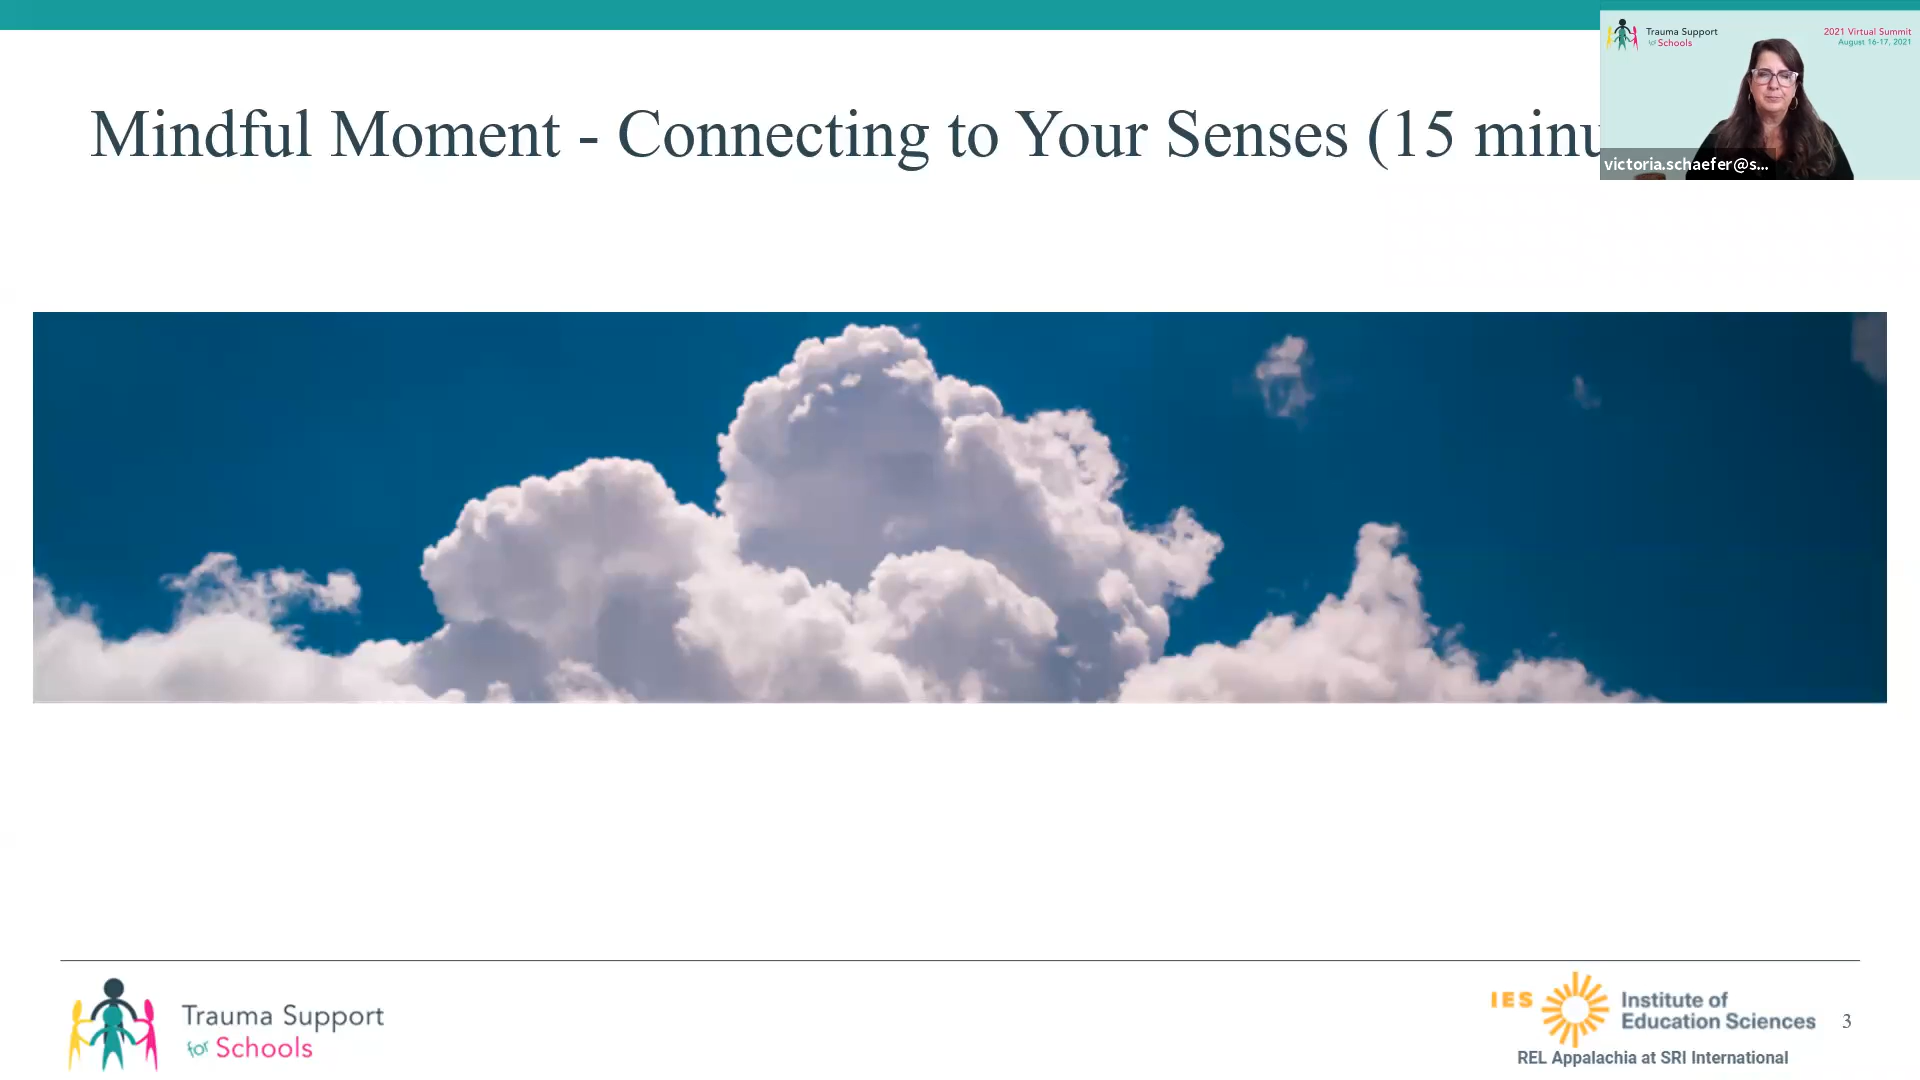 Mindful Moment - Connecting to Your Senses (15 minu
Trauma Support
for Schools
2021 Virtual Summit
August 16-17, 2021
victoria.schaefer@s...
Trauma Support
for Schools
IES
Institute of
Education Sciences
REL Appalachia at SRI International
3